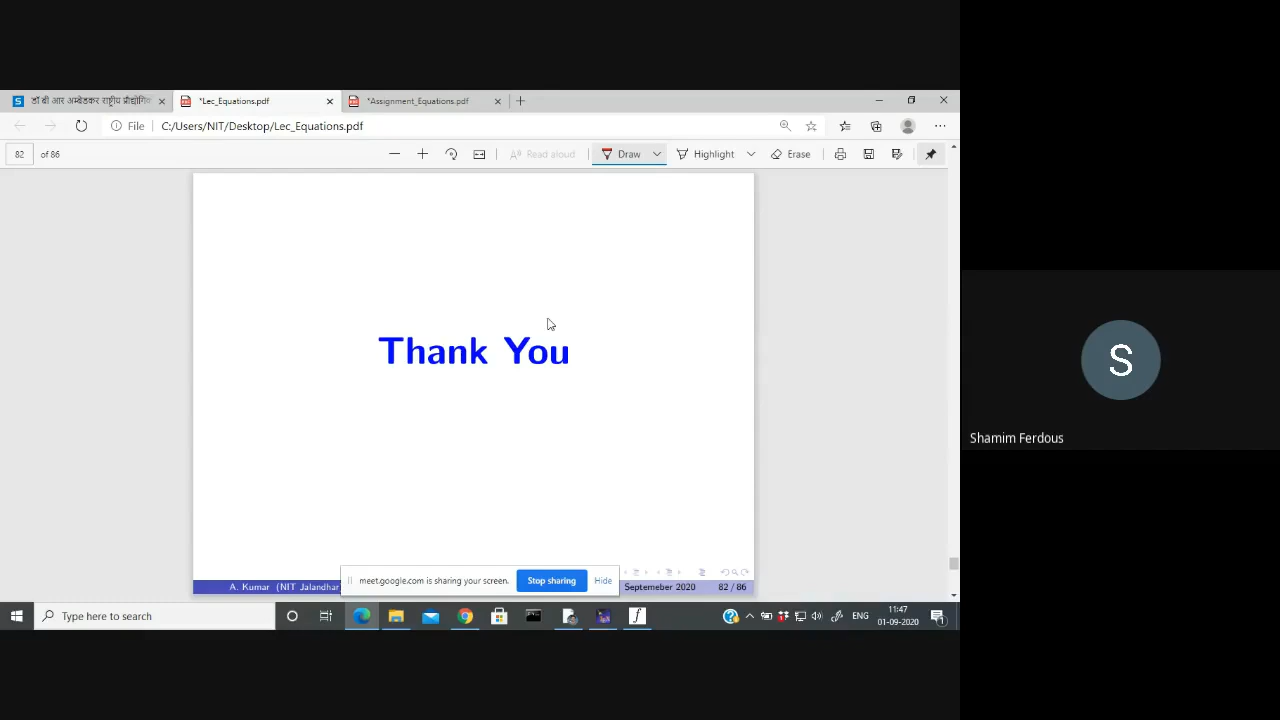 डॉ बी आर अम्बेडकर राष्ट्रीय प्रौद्योगिक
*Lec_Equations.pdf
*Assignment_Equations.pdf
File C:/Users/NIT/Desktop/Lec_Equations.pdf
82 of 86
Read aloud
Draw
Highlight
Erase
Thank You
S
Shamim Ferdous
meet.google.com is sharing your screen.
Stop sharing
Hide
A. Kumar (NIT Jalandhar
Septemeber 2020
82 / 86
Type here to search
ENG
11:47
01-09-2020
1